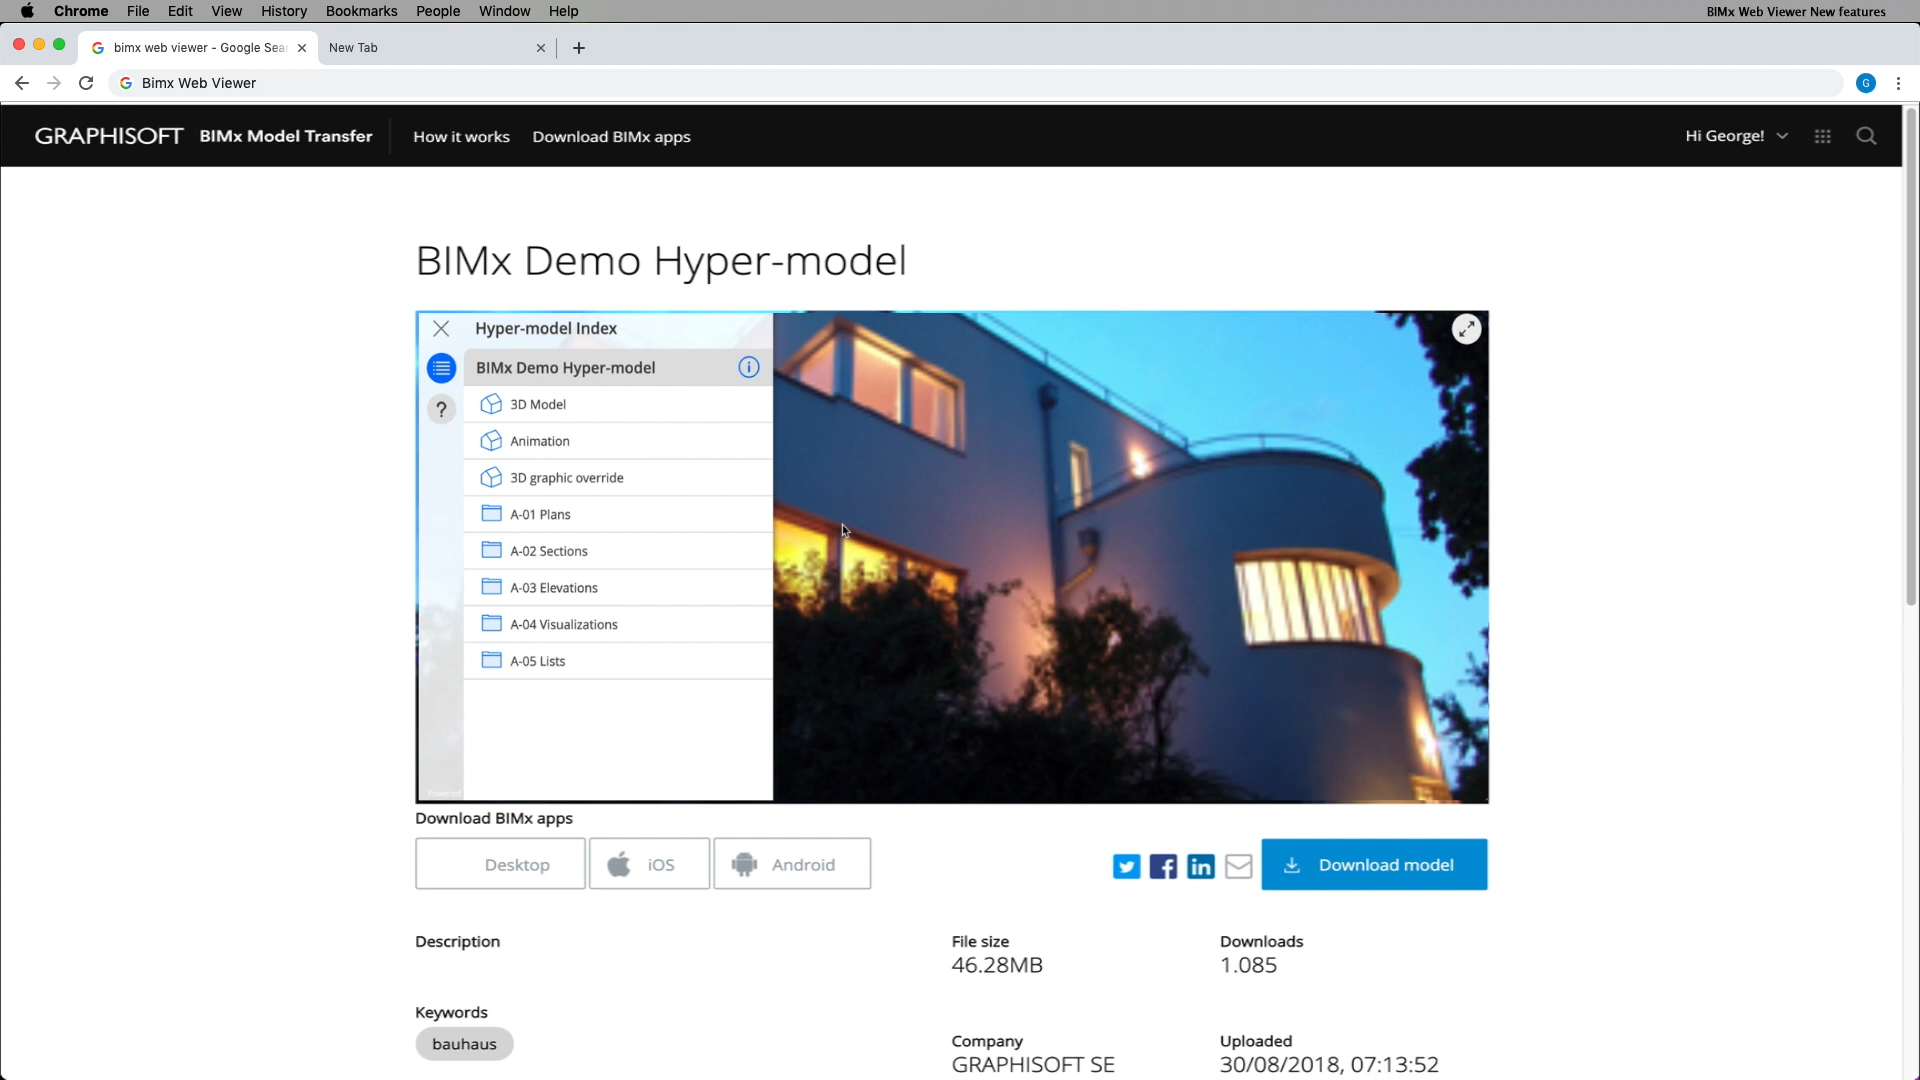 Chrome File Edit View History Bookmarks People Window Help
BIMx Web Viewer New features
bimx web viewer - Google Sea
New Tab
Bimx Web Viewer
GRAPHISOFT BIMx Model Transfer How it works Download BIMx apps
Hi George!
G
BIMx Demo Hyper-model
Hyper-model Index
BIMx Demo Hyper-model
3D Model
?
Animation
3D graphic override
A-01 Plans
A-02 Sections
A-03 Elevations
A-04 Visualizations
A-05 Lists
Powered
Download BIMx apps
Desktop iOS Android
Download model
Description
File size
46.28MB
Downloads
1.085
Keywords
bauhaus
Company
GRAPHISOFT SE
Uploaded
30/08/2018, 07:13:52